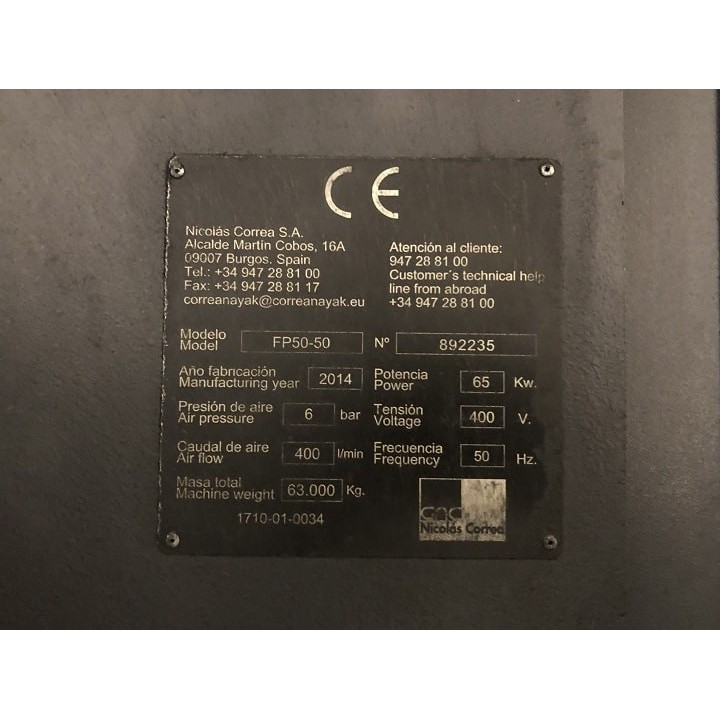 CE
Nicolás Correa S.A.
Alcalde Martín Cobos, 16A
09007 Burgos. Spain
Tel.: +34 947 28 81 00
Fax: +34 947 28 81 17
correanayak@correanayak.eu
Atención al cliente:
947 28 81 00
Customer´s technical help
line from abroad
+34 947 28 81 00
Modelo
Model
FP50-50
Nº
892235
Año fabricación
Manufacturing year
2014
Potencia
Power
65
Kw.
Presión de aire
Air pressure
6
bar
Tensión
Voltage
400
V.
Caudal de aire
Air flow
400
l/min
Frecuencia
Frequency
50
Hz.
Masa total
Machine weight
63.000
Kg.
1710-01-0034
Nicolás Correa